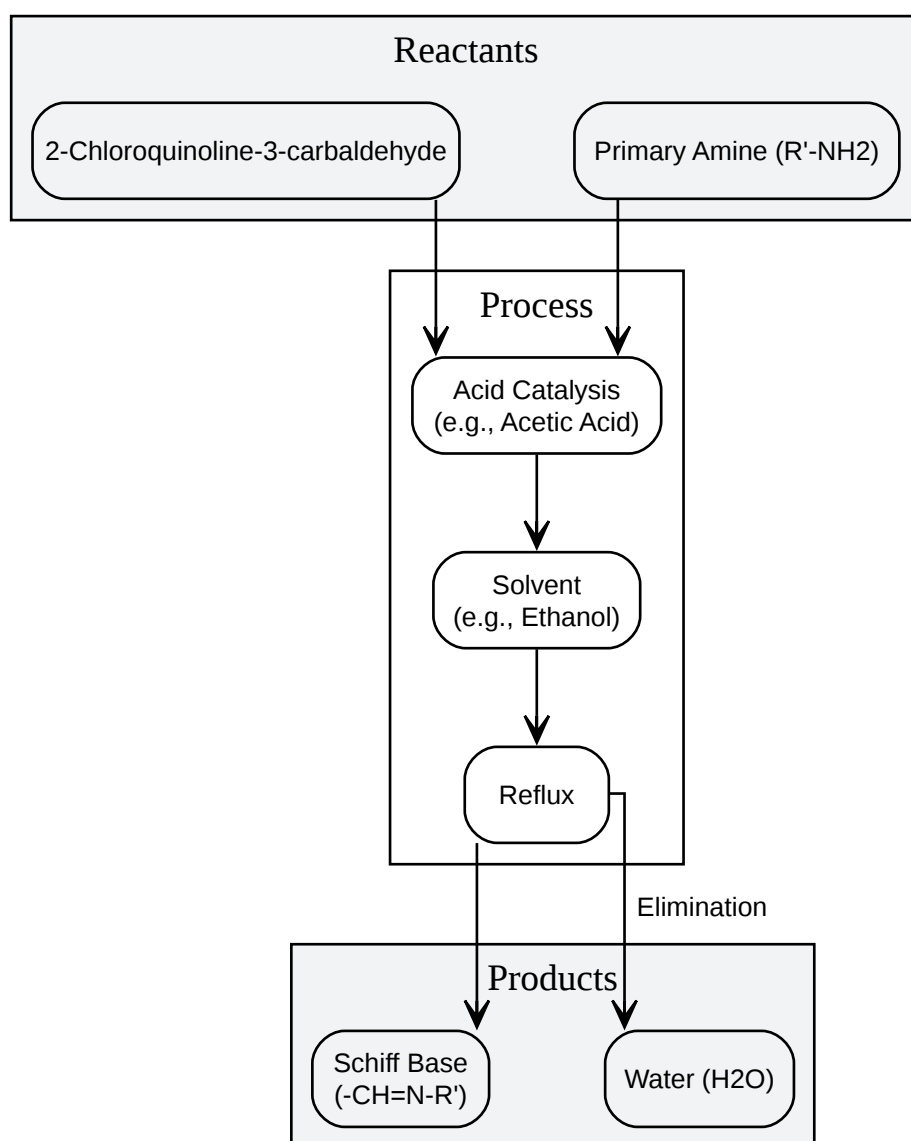 Reactants
2-Chloroquinoline-3-carbaldehyde
Primary Amine (R'-NH2)
Process
Acid Catalysis
(e.g., Acetic Acid)
Solvent
(e.g., Ethanol)
Reflux
Elimination
Products
Schiff Base
(-CH=N-R')
Water (H2O)